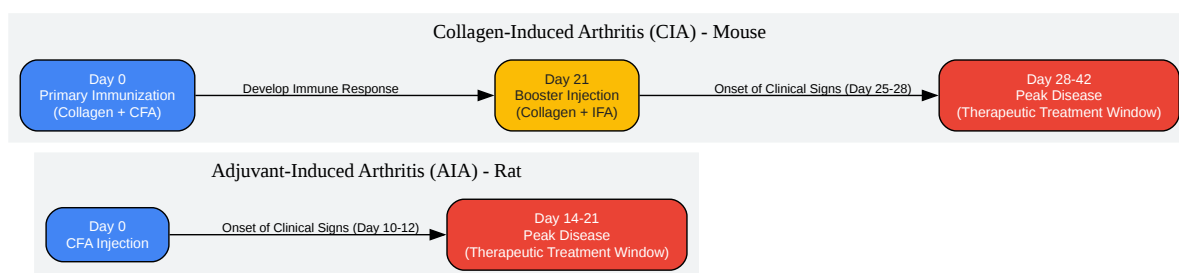 Collagen-Induced Arthritis (CIA) - Mouse
Day 0
Primary Immunization
(Collagen + CFA)
Develop Immune Response
Day 21
Booster Injection
(Collagen + IFA)
Onset of Clinical Signs (Day 25-28)
Day 28-42
Peak Disease
(Therapeutic Treatment Window)
Adjuvant-Induced Arthritis (AIA) - Rat
Day 0
CFA Injection
Onset of Clinical Signs (Day 10-12)
Day 14-21
Peak Disease
(Therapeutic Treatment Window)